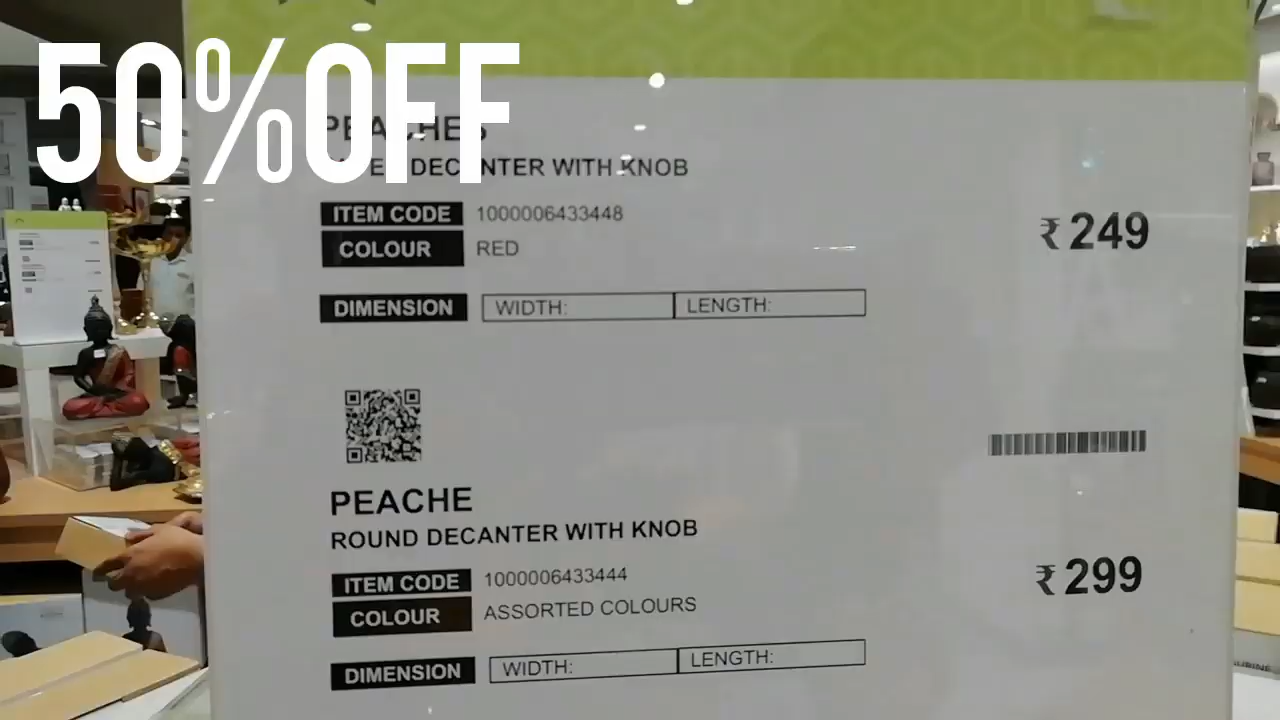 50%OFF
PEACHES
DECANTER WITH KNOB
ITEM CODE 1000006433448
COLOUR RED
₹ 249
DIMENSION WIDTH: LENGTH:
PEACHE
ROUND DECANTER WITH KNOB
ITEM CODE 1000006433444
COLOUR ASSORTED COLOURS
₹ 299
DIMENSION WIDTH: LENGTH: